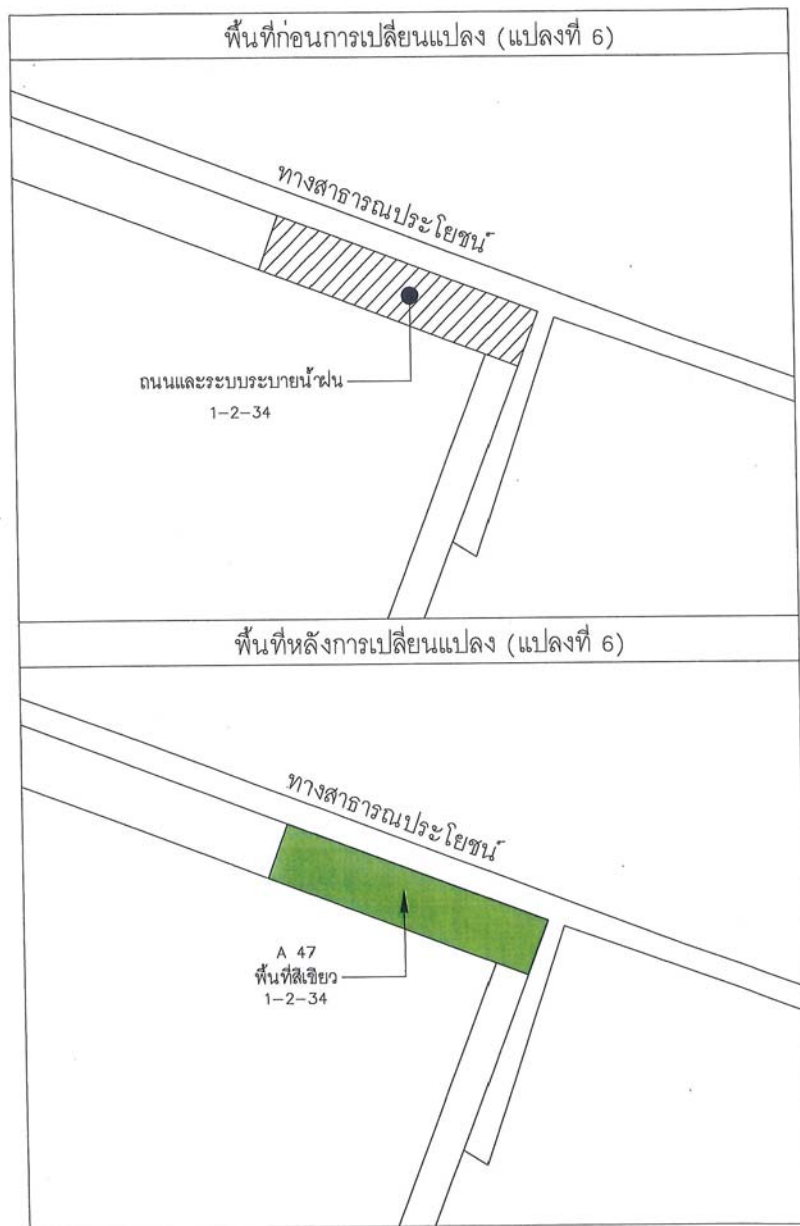 พื้นที่ก่อนการเปลี่ยนแปลง (แปลงที่ 6)
ทางสาธารณประโยชน์
ถนนและระบบระบายน้ำฝน
1-2-34
พื้นที่หลังการเปลี่ยนแปลง (แปลงที่ 6)
ทางสาธารณประโยชน์
A 47
พื้นที่สีเขียว
1-2-34